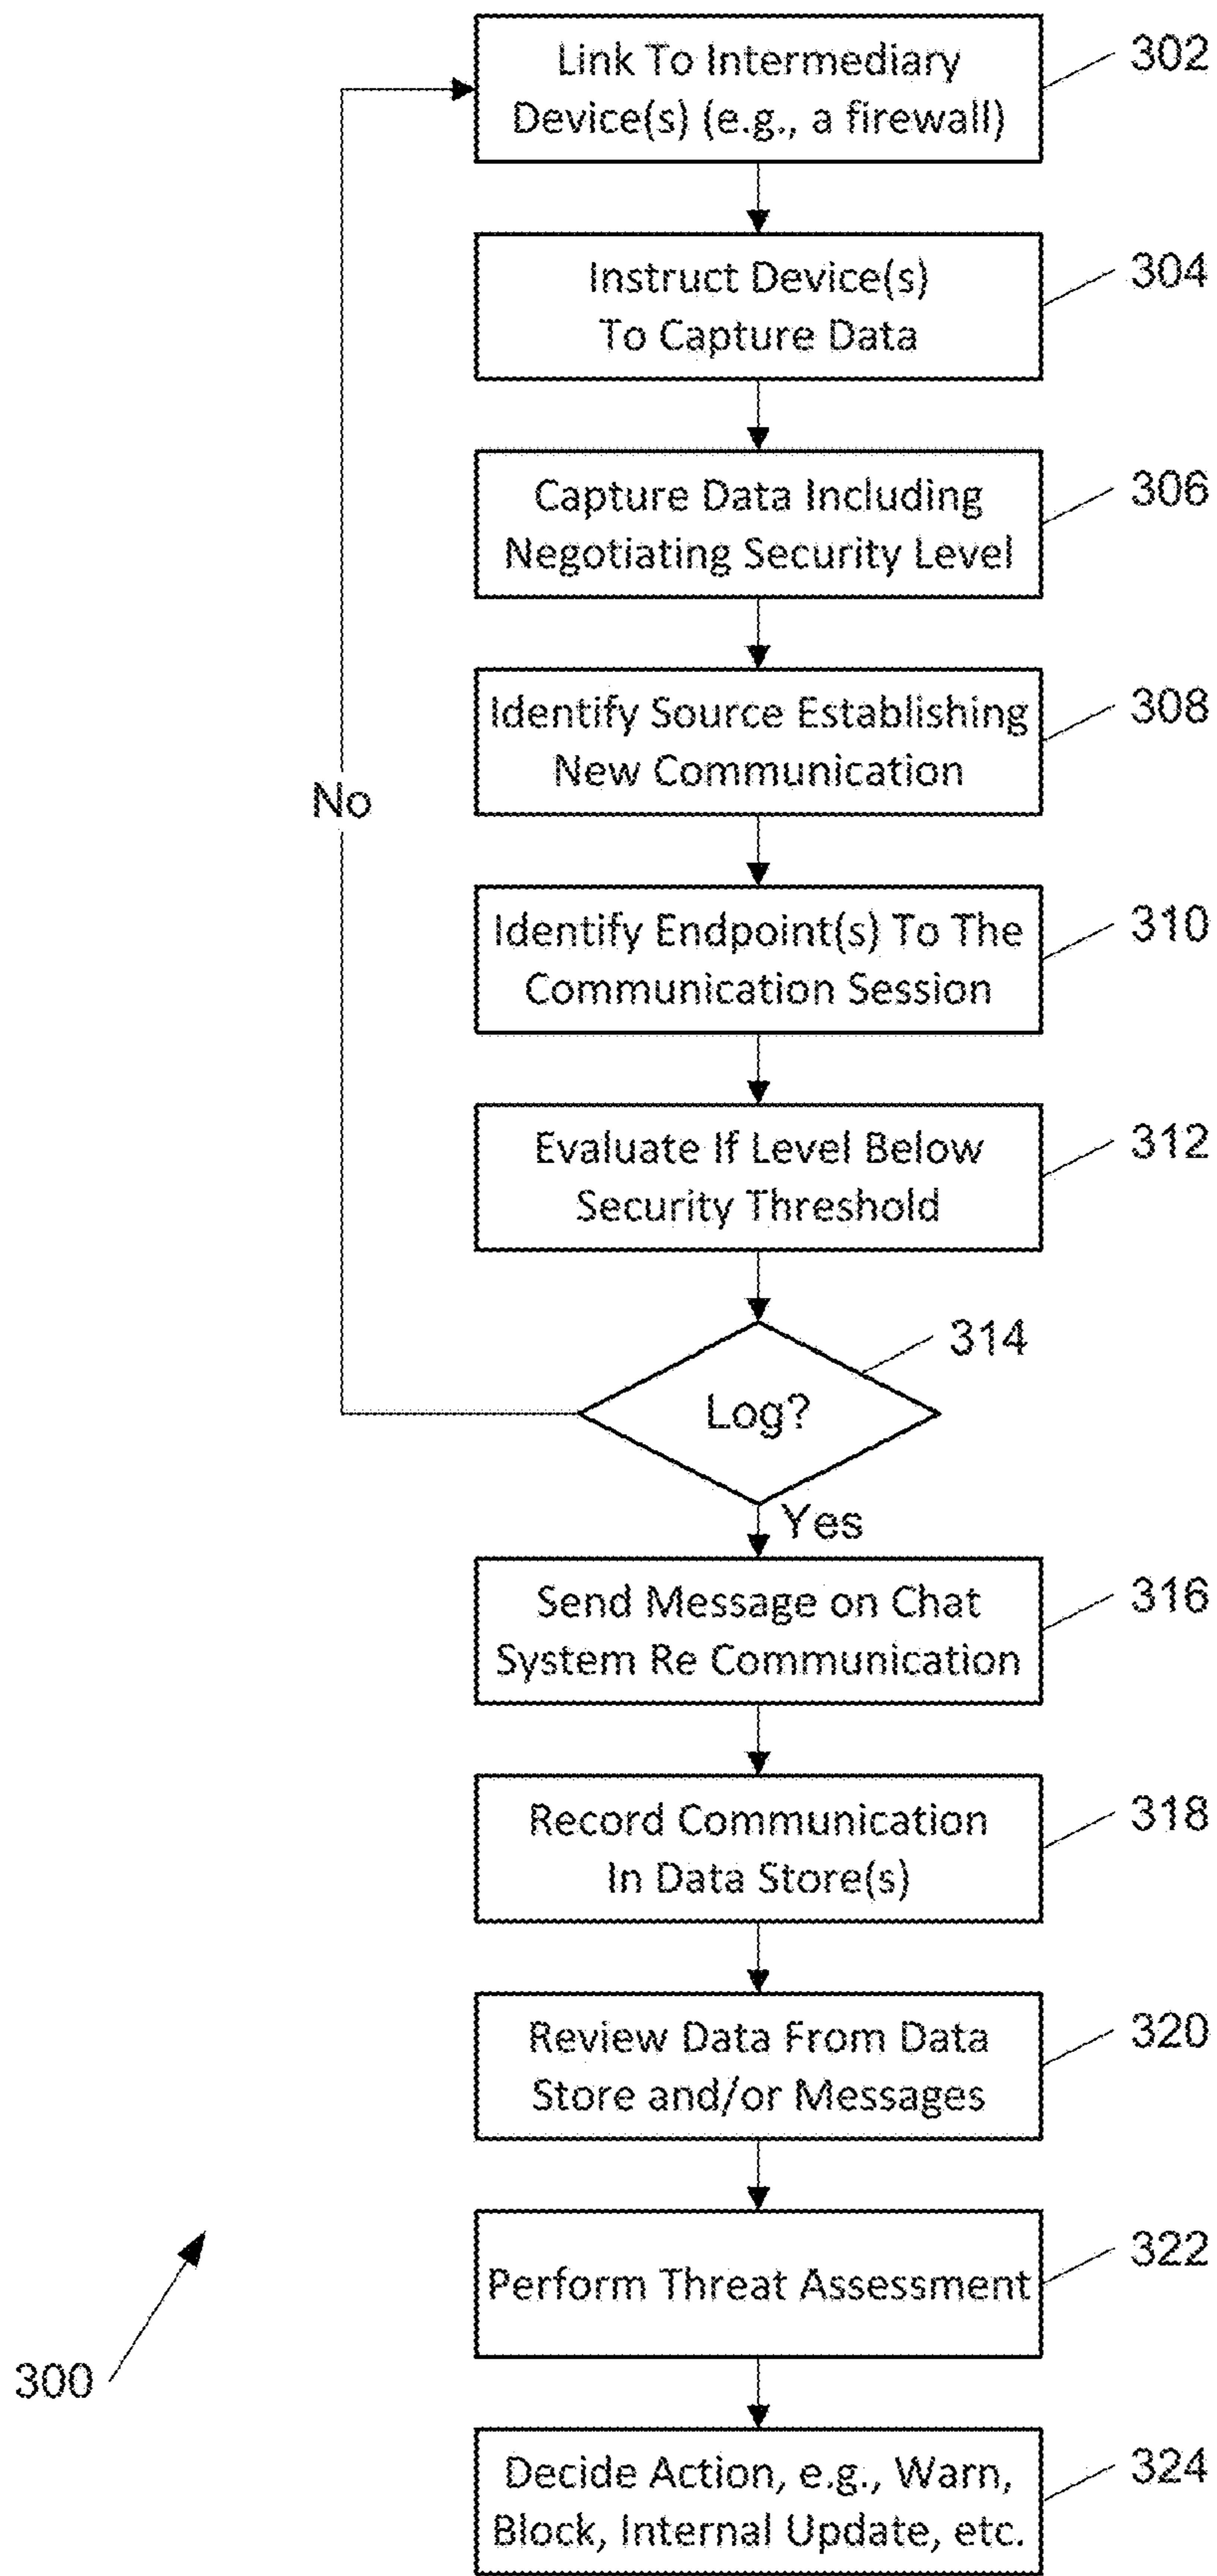 Link To Intermediary
Device(s) (e.g., a firewall)
302
Instruct Device(s)
To Capture Data
304
Capture Data Including
Negotiating Security Level
306
Identify Source Establishing
New Communication
308
No
Identify Endpoint(s) To The
Communication Session
310
Evaluate If Level Below
Security Threshold
312
314
Log?
Yes
Send Message on Chat
System Re Communication
316
Record Communication
In Data Store(s)
318
Review Data From Data
Store and/or Messages
320
Perform Threat Assessment
322
300
Decide Action, e.g., Warn,
Block, Internal Update, etc.
324